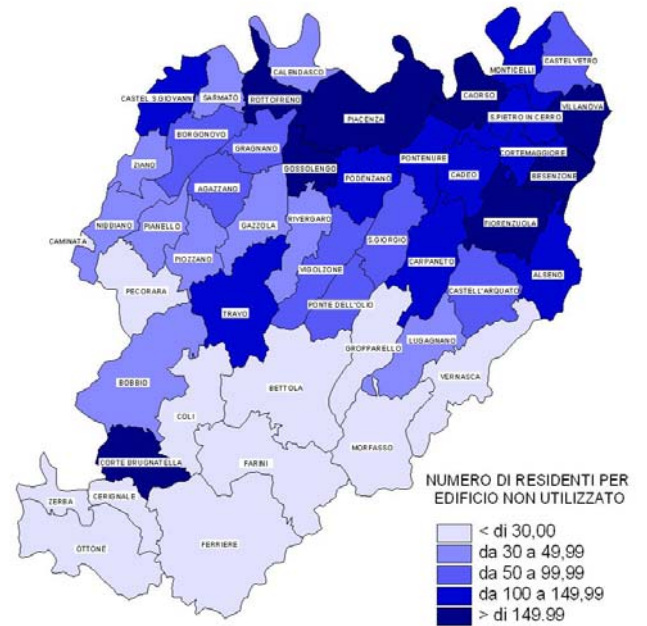 CALENDASCO
MONTICELLI
CASTELVETRO
CASTEL S.GIOVANNI
SARMATO
ROTTOFRENO
CAORSO
VILLANOVA
PIACENZA
S.PIETRO IN CERRO
BORGONOVO
GRAGNANO
CORTEMAGGIORE
ZIANO
GOSSOLENGO
PONTENURE
PODENZANO
CADEO
BESENZONE
AGAZZANO
NIBBIANO
PIANELLO
GAZZOLA
RIVERGARO
FIORENZUOLA
CAMINATA
S.GIORGIO
PIOZZANO
VIGOLZONE
CARPANETO
ALSENO
PECORARA
CASTELL'ARQUATO
TRAVO
PONTE DELL'OLIO
LUGAGNANO
GROPPARELLO
VERNASCA
BOBBIO
BETTOLA
COLI
MORFASSO
CORTE BRUGNATELLA
FARINI
ZERBA
CERIGNALE
OTTONE
FERRIERE
NUMERO DI RESIDENTI PER
EDIFICIO NON UTILIZZATO
< di 30,00
da 30 a 49,99
da 50 a 99,99
da 100 a 149,99
> di 149.99